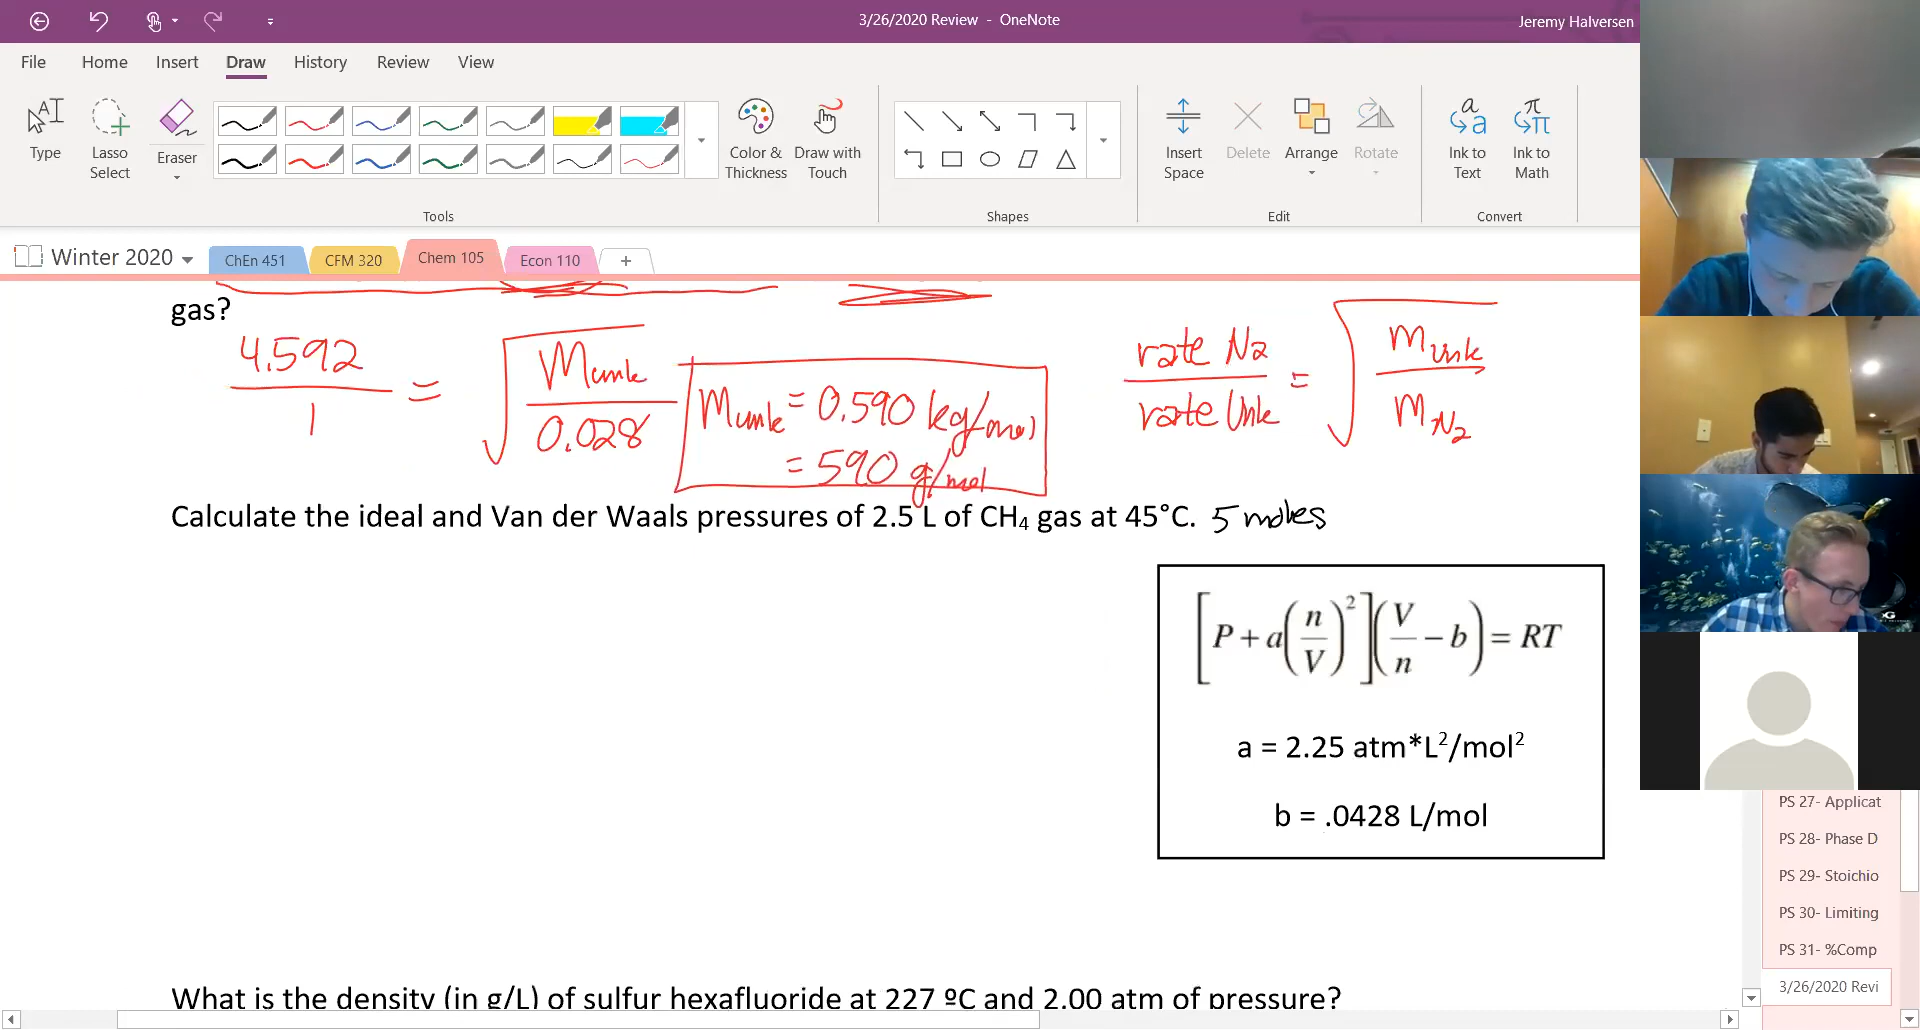 3/26/2020 Review - OneNote
Jeremy Halversen
File Home Insert Draw History Review View
Type
Lasso Select
Eraser
Color & Thickness
Draw with Touch
Insert Space
Delete
Arrange
Rotate
Ink to Text
Ink to Math
Tools
Shapes
Edit
Convert
Winter 2020
ChEn 451
CFM 320
Chem 105
Econ 110
gas?
4.592 / 1 = √(Munk / 0.028)
Munk = 0.590 kg/mol
= 590 g/mol
rate N2 / rate Unk = √(Munk / MN2)
Calculate the ideal and Van der Waals pressures of 2.5 L of CH₄ gas at 45°C. 5 moles
[P + a(n/V)²](V/n − b) = RT
a = 2.25 atm*L²/mol²
b = .0428 L/mol
What is the density (in g/L) of sulfur hexafluoride at 227 ºC and 2.00 atm of pressure?
PS 27- Applicat
PS 28- Phase D
PS 29- Stoichio
PS 30- Limiting
PS 31- %Comp
3/26/2020 Revi